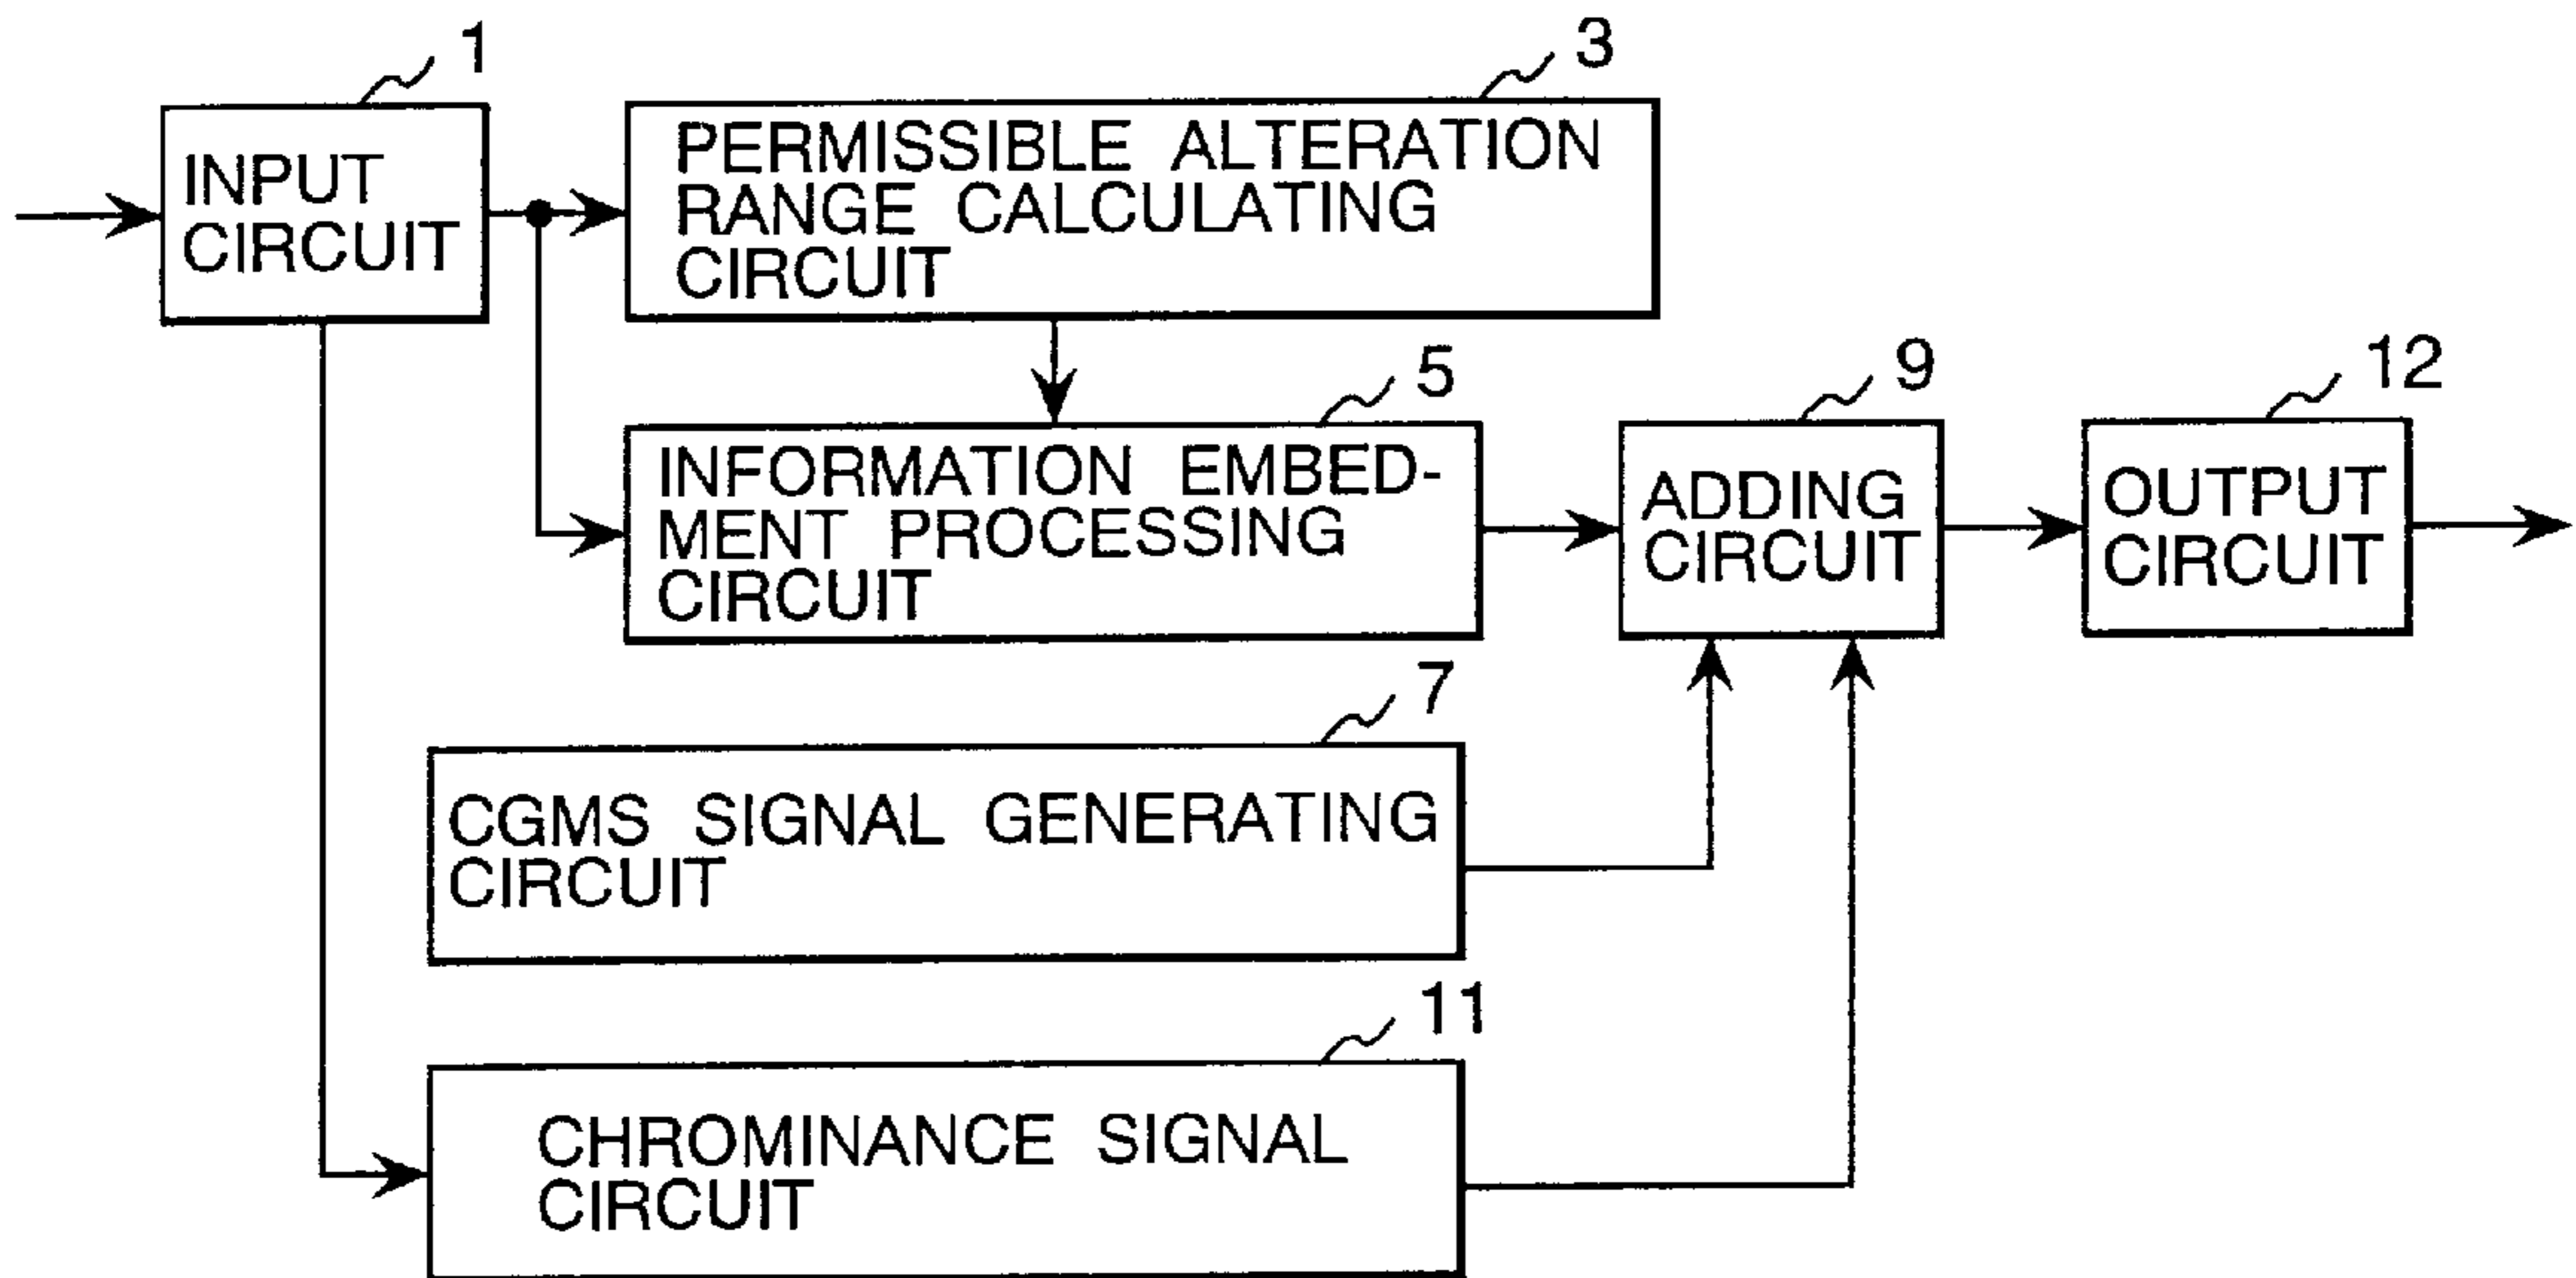 1
INPUT
CIRCUIT
3
PERMISSIBLE ALTERATION
RANGE CALCULATING
CIRCUIT
5
INFORMATION EMBED-
MENT PROCESSING
CIRCUIT
9
ADDING
CIRCUIT
12
OUTPUT
CIRCUIT
7
CGMS SIGNAL GENERATING
CIRCUIT
11
CHROMINANCE SIGNAL
CIRCUIT